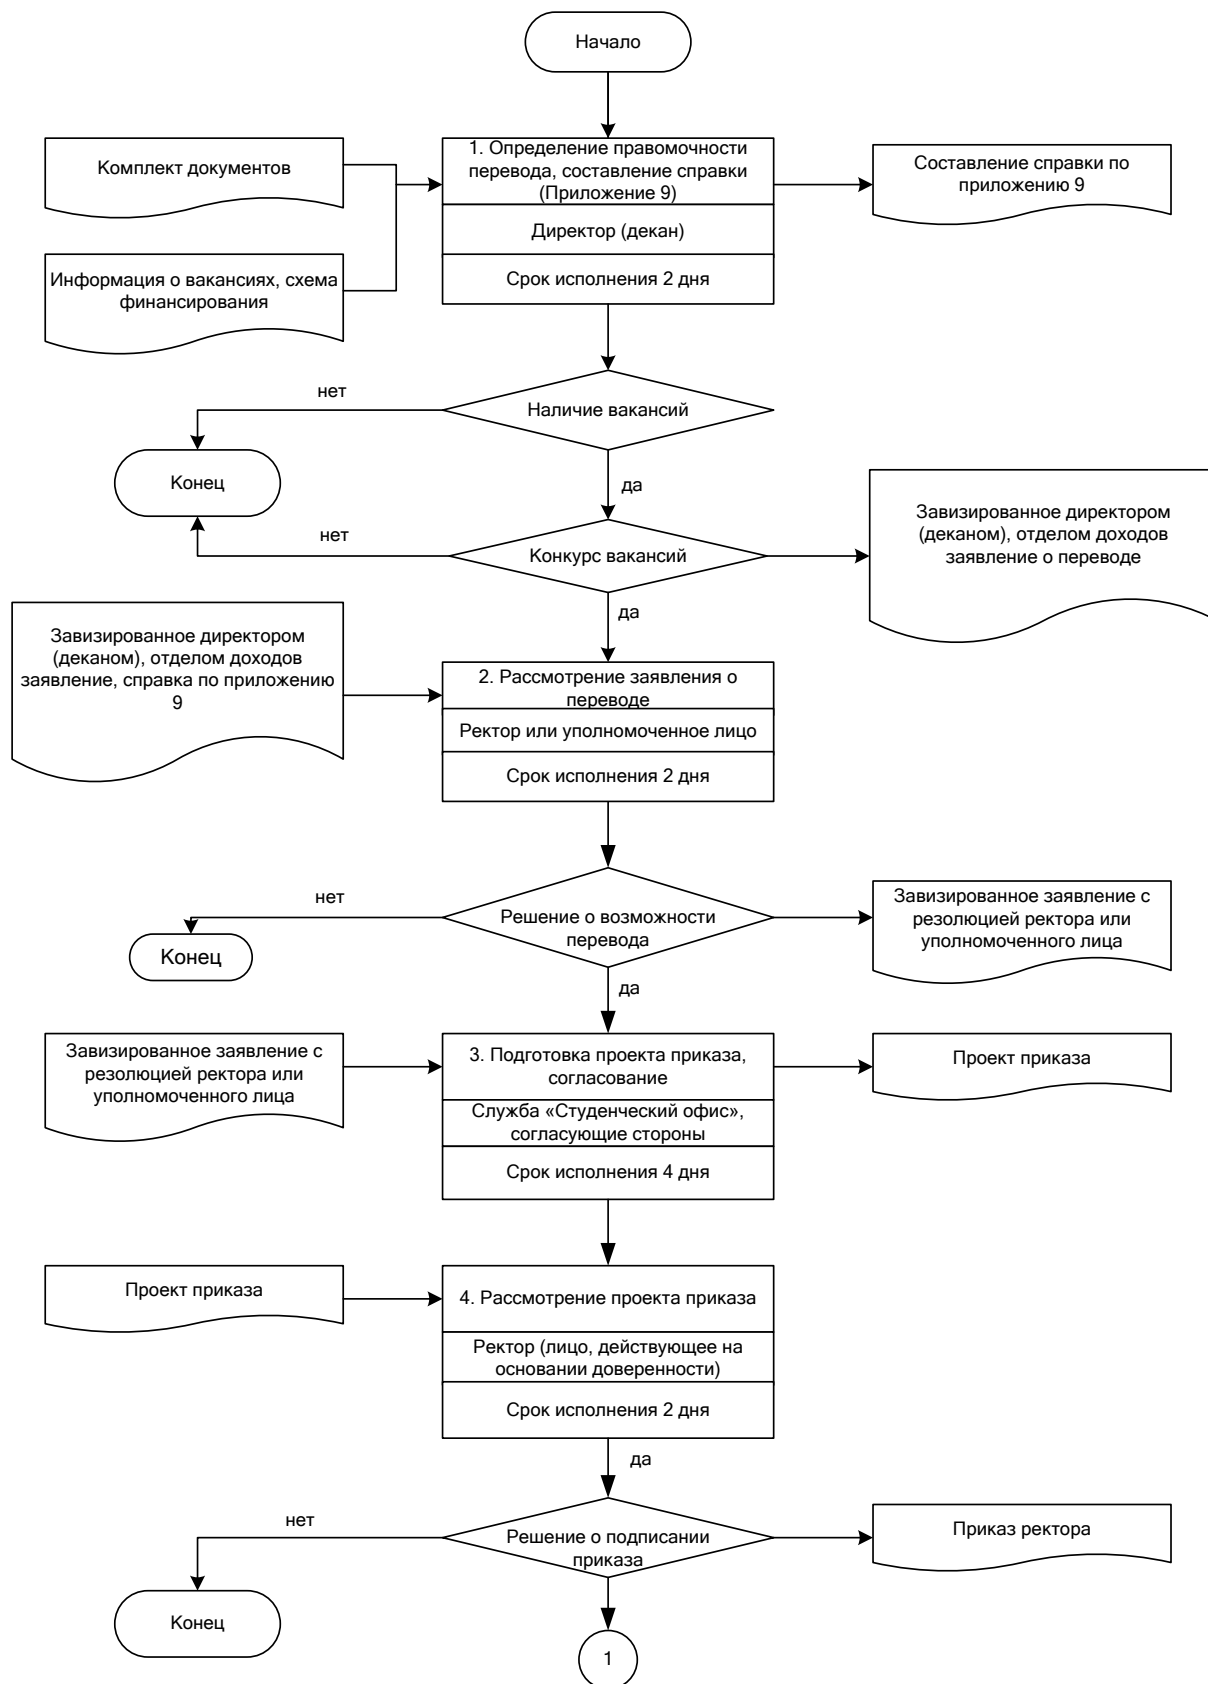 Начало
Комплект документов
1. Определение правомочности
перевода, составление справки
(Приложение 9)
Составление справки по
приложению 9
Директор (декан)
Информация о вакансиях, схема
финансирования
Срок исполнения 2 дня
нет
Наличие вакансий
Конец
да
нет
Конкурс вакансий
Завизированное директором
(деканом), отделом доходов
заявление о переводе
да
Завизированное директором
(деканом), отделом доходов
заявление, справка по приложению
9
2. Рассмотрение заявления о
переводе
Ректор или уполномоченное лицо
Срок исполнения 2 дня
нет
Решение о возможности
перевода
Завизированное заявление с
резолюцией ректора или
уполномоченного лица
Конец
да
Завизированное заявление с
резолюцией ректора или
уполномоченного лица
3. Подготовка проекта приказа,
согласование
Проект приказа
Служба «Студенческий офис»,
согласующие стороны
Срок исполнения 4 дня
Проект приказа
4. Рассмотрение проекта приказа
Ректор (лицо, действующее на
основании доверенности)
Срок исполнения 2 дня
да
нет
Решение о подписании
приказа
Приказ ректора
Конец
1